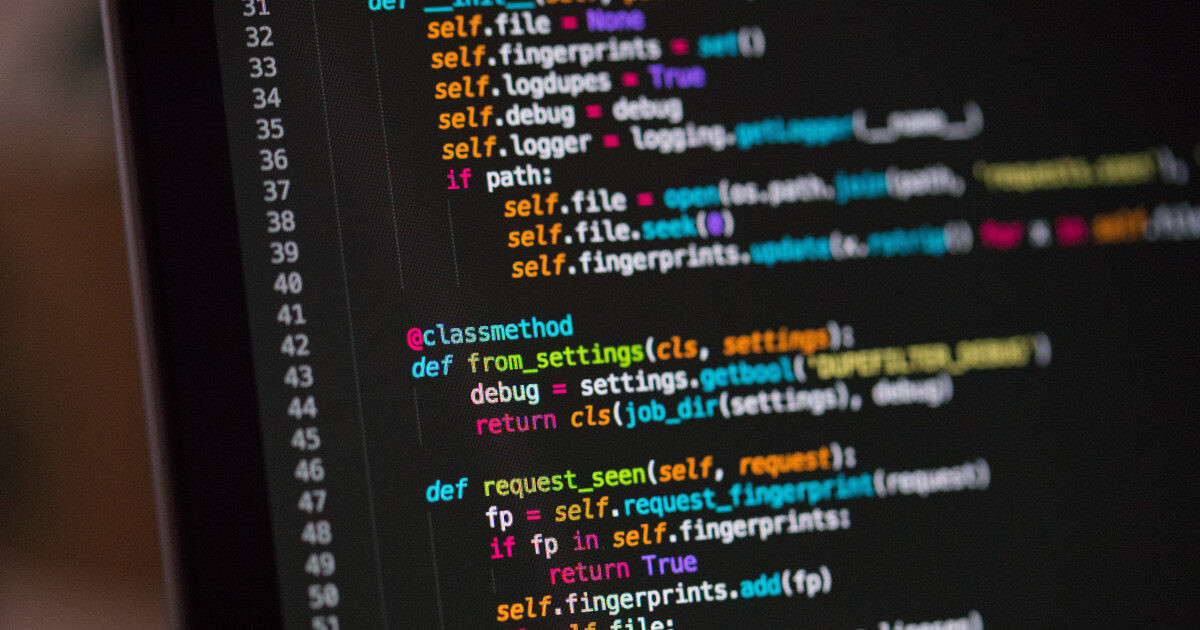 31 def __init__(self,
32 self.file = None
33 self.fingerprints = set()
34 self.logdupes = True
35 self.debug = debug
36 self.logger = logging.getLogger(__name__)
37 if path:
38 self.file = open(os.path.join(path, 'requests.seen'),
39 self.file.seek(0)
40 self.fingerprints.update(x.rstrip() for x in self.file
41
42 @classmethod
43 def from_settings(cls, settings):
44 debug = settings.getbool('DUPEFILTER_DEBUG')
45 return cls(job_dir(settings), debug)
46
47 def request_seen(self, request):
48 fp = self.request_fingerprint(request)
49 if fp in self.fingerprints:
50 return True
51 self.fingerprints.add(fp)
if self.file: